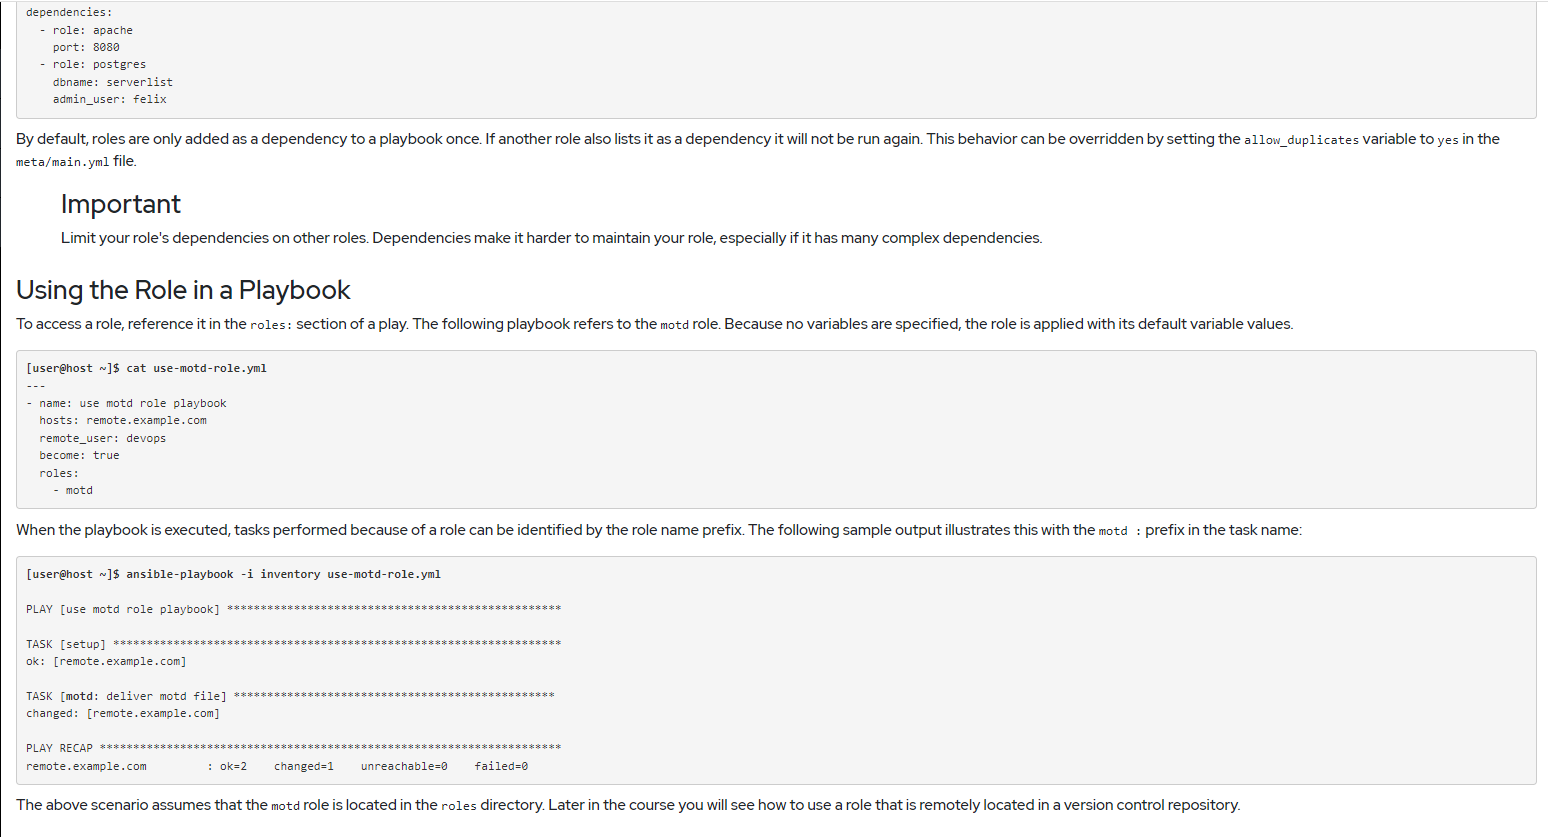 dependencies:
  - role: apache
    port: 8080
  - role: postgres
    dbname: serverlist
    admin_user: felix
By default, roles are only added as a dependency to a playbook once. If another role also lists it as a dependency it will not be run again. This behavior can be overridden by setting the allow_duplicates variable to yes in the
meta/main.yml file.
Important
Limit your role's dependencies on other roles. Dependencies make it harder to maintain your role, especially if it has many complex dependencies.
Using the Role in a Playbook
To access a role, reference it in the roles: section of a play. The following playbook refers to the motd role. Because no variables are specified, the role is applied with its default variable values.
[user@host ~]$ cat use-motd-role.yml
---
- name: use motd role playbook
  hosts: remote.example.com
  remote_user: devops
  become: true
  roles:
    - motd
When the playbook is executed, tasks performed because of a role can be identified by the role name prefix. The following sample output illustrates this with the motd : prefix in the task name:
[user@host ~]$ ansible-playbook -i inventory use-motd-role.yml
PLAY [use motd role playbook] **************************************************
TASK [setup] *******************************************************************
ok: [remote.example.com]
TASK [motd: deliver motd file] ************************************************
changed: [remote.example.com]
PLAY RECAP *********************************************************************
remote.example.com         : ok=2    changed=1    unreachable=0    failed=0
The above scenario assumes that the motd role is located in the roles directory. Later in the course you will see how to use a role that is remotely located in a version control repository.